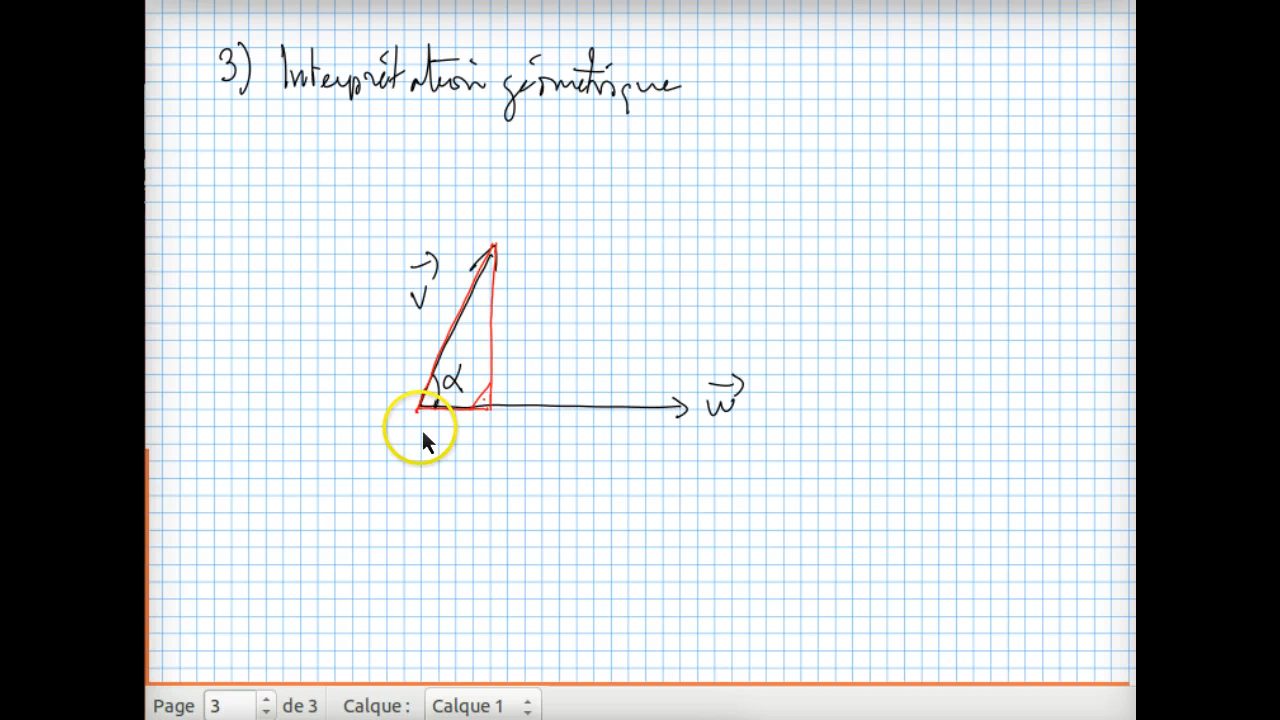 3) Interprétation géométrique
v
α
w
Page 3 de 3 Calque : Calque 1